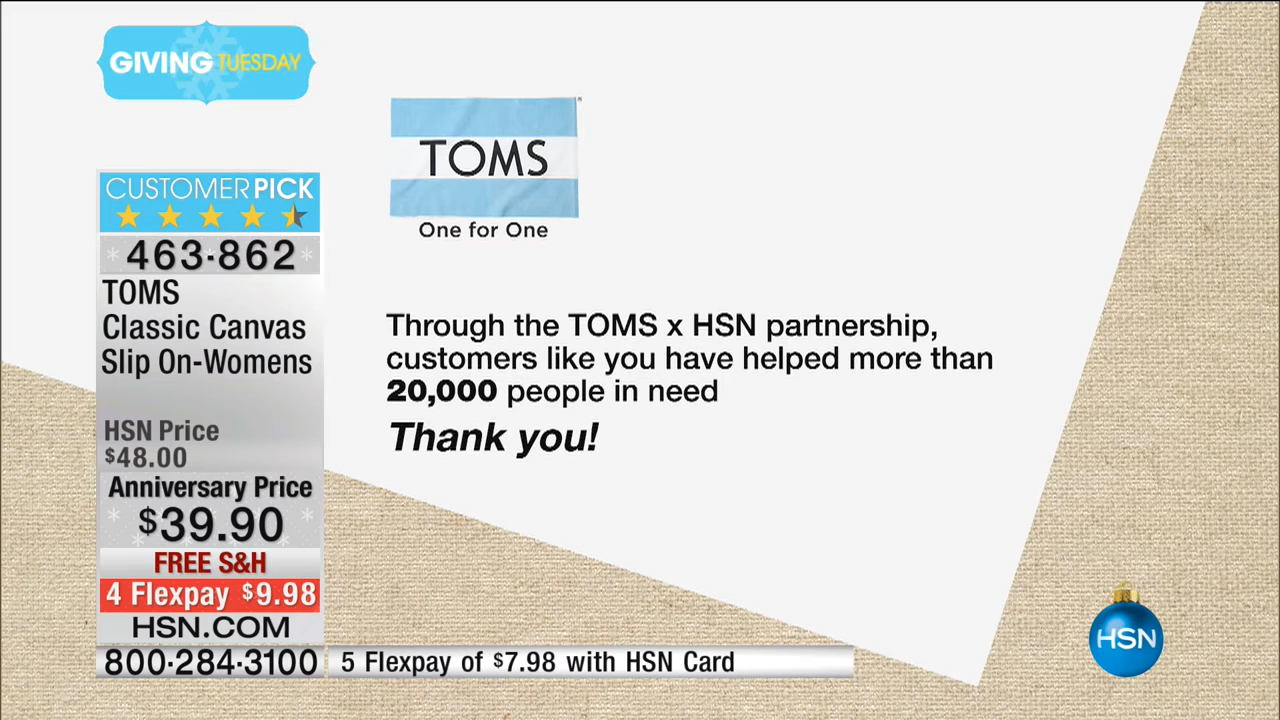 GIVING TUESDAY
CUSTOMER PICK
463·862
TOMS
Classic Canvas
Slip On-Womens
HSN Price
$48.00
Anniversary Price
$39.90
FREE S&H
4 Flexpay $9.98
HSN.COM
800·284·3100
5 Flexpay of $7.98 with HSN Card
TOMS®
One for One
Through the TOMS x HSN partnership,
customers like you have helped more than
20,000 people in need
Thank you!
HSN